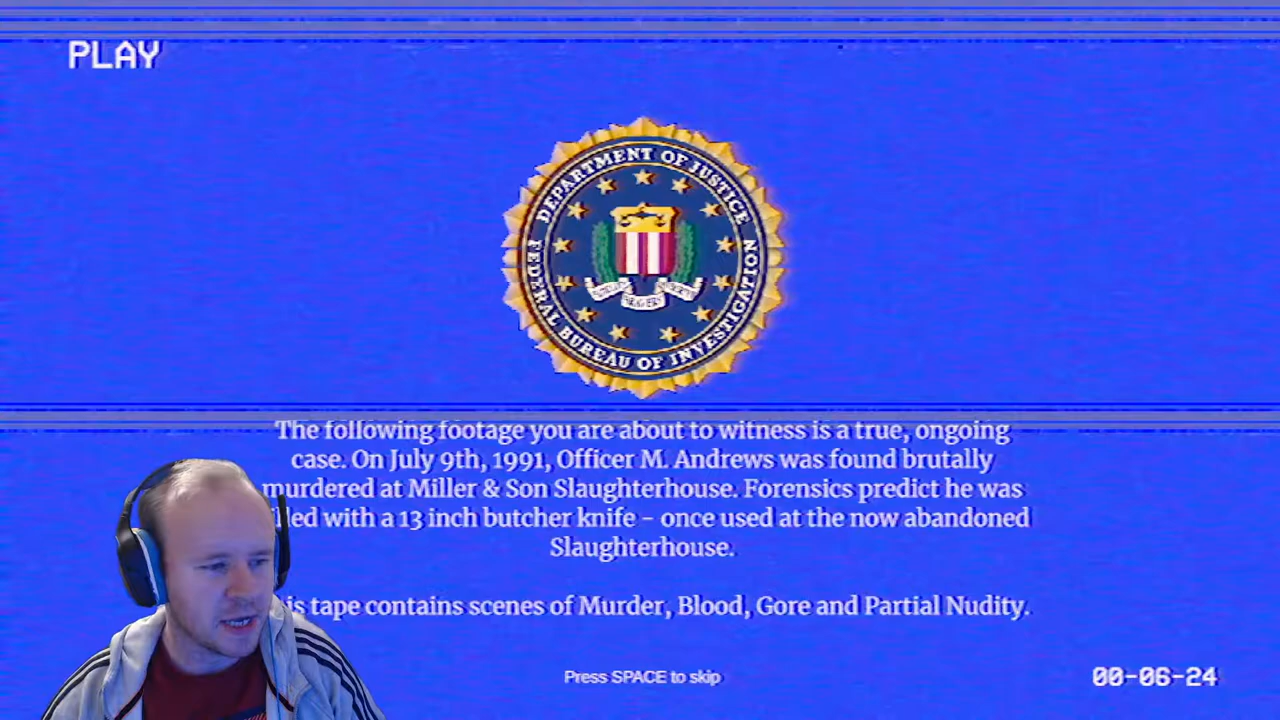 PLAY
DEPARTMENT OF JUSTICE
FEDERAL BUREAU OF INVESTIGATION
The following footage you are about to witness is a true, ongoing
case. On July 9th, 1991, Officer M. Andrews was found brutally
murdered at Miller & Son Slaughterhouse. Forensics predict he was
with a 13 inch butcher knife - once used at the now abandoned
Slaughterhouse.
tape contains scenes of Murder, Blood, Gore and Partial Nudity.
Press SPACE to skip
00-06-24